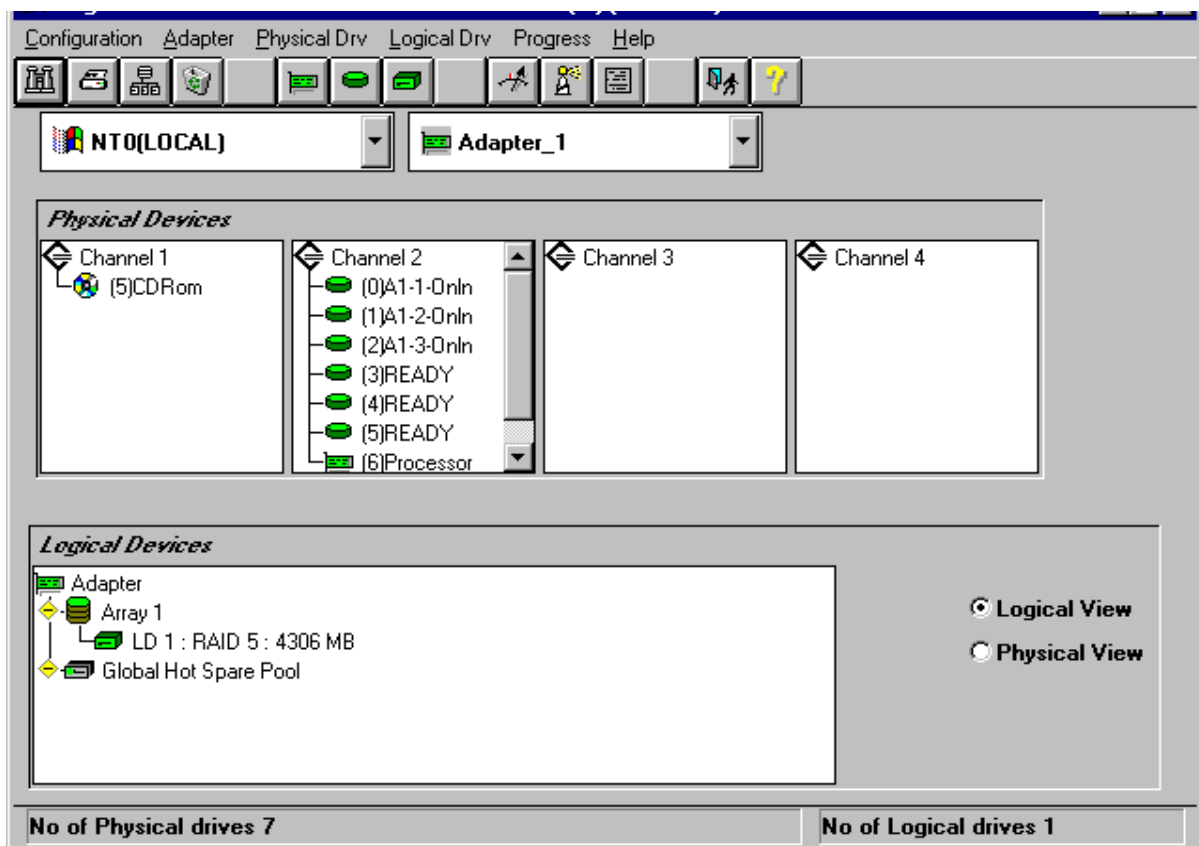 Configuration Adapter Physical Drv Logical Drv Progress Help
NT0(LOCAL)
Adapter_1
Physical Devices
Channel 1
(5)CDRom
Channel 2
(0)A1-1-Onln
(1)A1-2-Onln
(2)A1-3-Onln
(3)READY
(4)READY
(5)READY
(6)Processor
Channel 3
Channel 4
Logical Devices
Adapter
Array 1
LD 1 : RAID 5 : 4306 MB
Global Hot Spare Pool
Logical View
Physical View
No of Physical drives 7
No of Logical drives 1